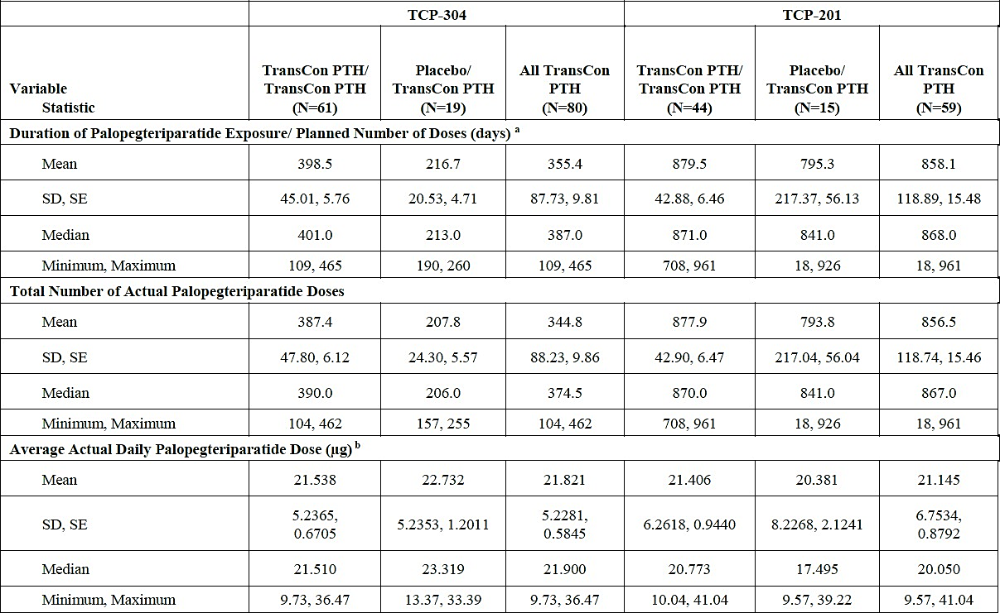 TCP-304 TCP-201
Variable
Statistic
TransCon PTH/
TransCon PTH
(N=61)
Placebo/
TransCon PTH
(N=19)
All TransCon
PTH
(N=80)
TransCon PTH/
TransCon PTH
(N=44)
Placebo/
TransCon PTH
(N=15)
All TransCon
PTH
(N=59)
Duration of Palopegteriparatide Exposure/ Planned Number of Doses (days) a
Mean 398.5 216.7 355.4 879.5 795.3 858.1
SD, SE 45.01, 5.76 20.53, 4.71 87.73, 9.81 42.88, 6.46 217.37, 56.13 118.89, 15.48
Median 401.0 213.0 387.0 871.0 841.0 868.0
Minimum, Maximum 109, 465 190, 260 109, 465 708, 961 18, 926 18, 961
Total Number of Actual Palopegteriparatide Doses
Mean 387.4 207.8 344.8 877.9 793.8 856.5
SD, SE 47.80, 6.12 24.30, 5.57 88.23, 9.86 42.90, 6.47 217.04, 56.04 118.74, 15.46
Median 390.0 206.0 374.5 870.0 841.0 867.0
Minimum, Maximum 104, 462 157, 255 104, 462 708, 961 18, 926 18, 961
Average Actual Daily Palopegteriparatide Dose (µg) b
Mean 21.538 22.732 21.821 21.406 20.381 21.145
SD, SE 5.2365, 0.6705 5.2353, 1.2011 5.2281, 0.5845 6.2618, 0.9440 8.2268, 2.1241 6.7534, 0.8792
Median 21.510 23.319 21.900 20.773 17.495 20.050
Minimum, Maximum 9.73, 36.47 13.37, 33.39 9.73, 36.47 10.04, 41.04 9.57, 39.22 9.57, 41.04